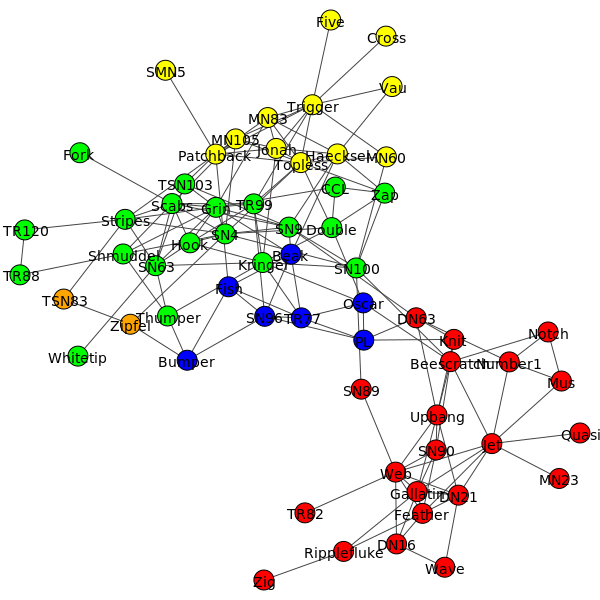 Five
Cross
SMN5
Vau
Trigger
MN83
MN105
Jonah
Patchback
Haecksel
MN60
Topless
Fork
TSN103
CCL
Zap
Scabs
Grin
TR99
Stripes
TR120
SN4
SN9
Double
Hook
Shmuddel
Beak
SN63
Kringel
SN100
TR88
Fish
TSN83
Oscar
Thumper
SN96
TR77
DN63
Zipfel
Knit
Notch
PL
Whitetip
Bumper
Beescratch
Number1
Mus
SN89
Upbang
Quasi
Jet
SN90
Web
MN23
Gallatin
DN21
TR82
Feather
DN16
Ripplefluke
Wave
Zig